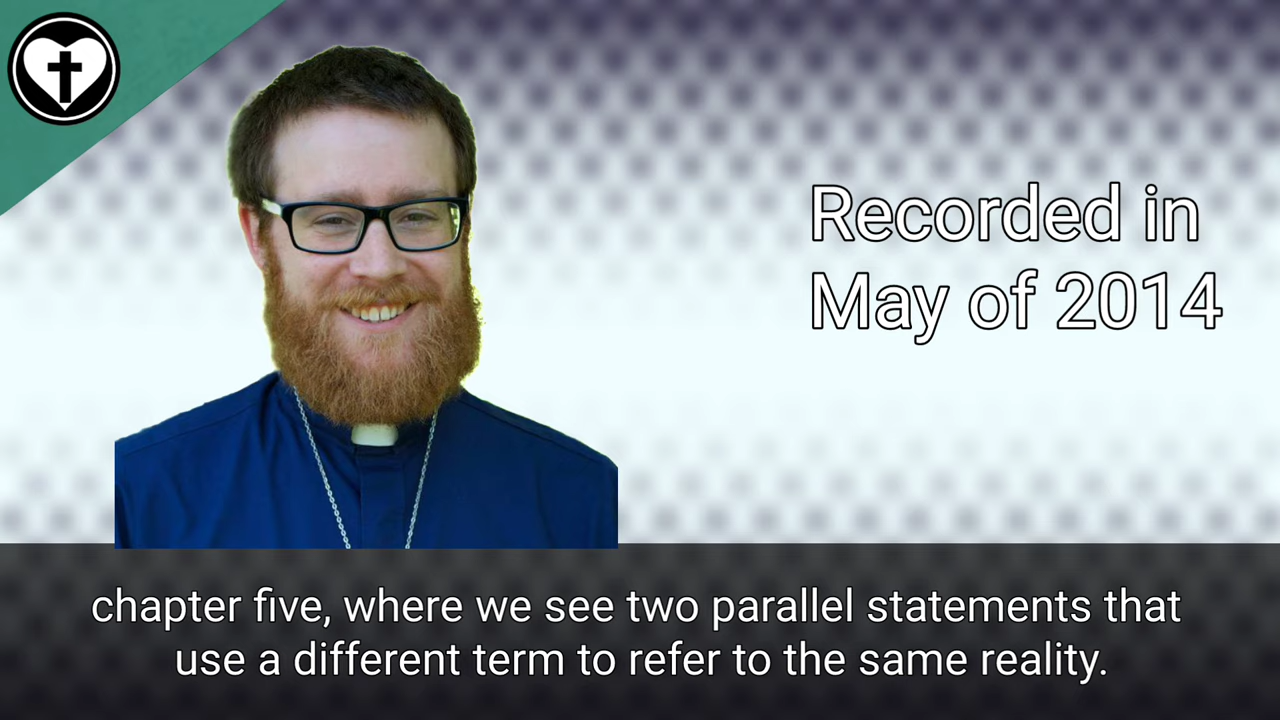 Recorded in
May of 2014
chapter five, where we see two parallel statements that
use a different term to refer to the same reality.